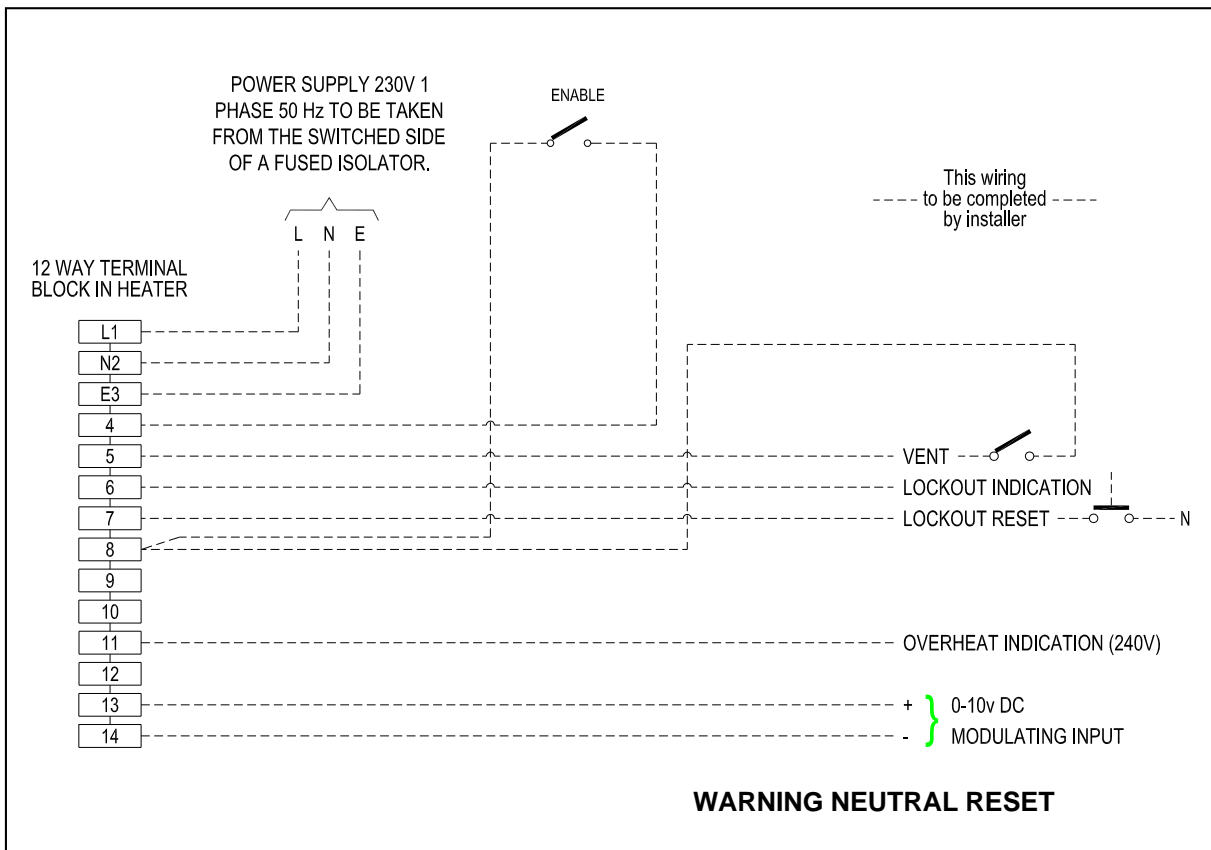 POWER SUPPLY 230V 1
PHASE 50 Hz TO BE TAKEN
FROM THE SWITCHED SIDE
OF A FUSED ISOLATOR.
ENABLE
This wiring
to be completed
by installer
L N E
12 WAY TERMINAL
BLOCK IN HEATER
L1
N2
E3
4
5 VENT
6 LOCKOUT INDICATION
7 LOCKOUT RESET N
8
9
10
11 OVERHEAT INDICATION (240V)
12
13 + 0-10v DC
14 - MODULATING INPUT
WARNING NEUTRAL RESET